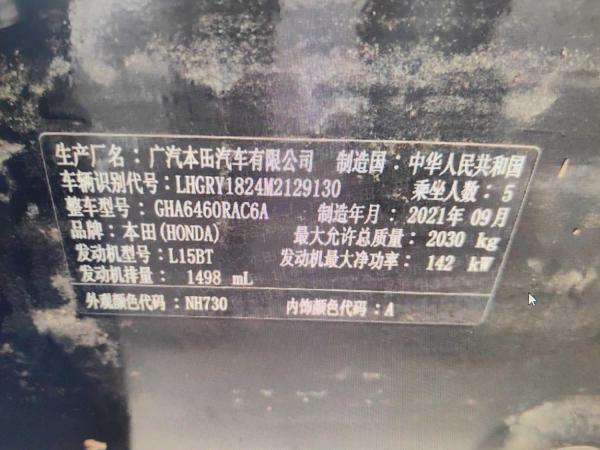 生产厂名：广汽本田汽车有限公司 制造国：中华人民共和国
车辆识别代号：LHGRY1824M2129130 乘坐人数：5
整车型号：GHA6460RAC6A 制造年月：2021年09月
品牌：本田(HONDA) 最大允许总质量：2030 kg
发动机型号：L15BT 发动机最大净功率：142 kW
发动机排量：1498 mL
外观颜色代码：NH730 内饰颜色代码：A